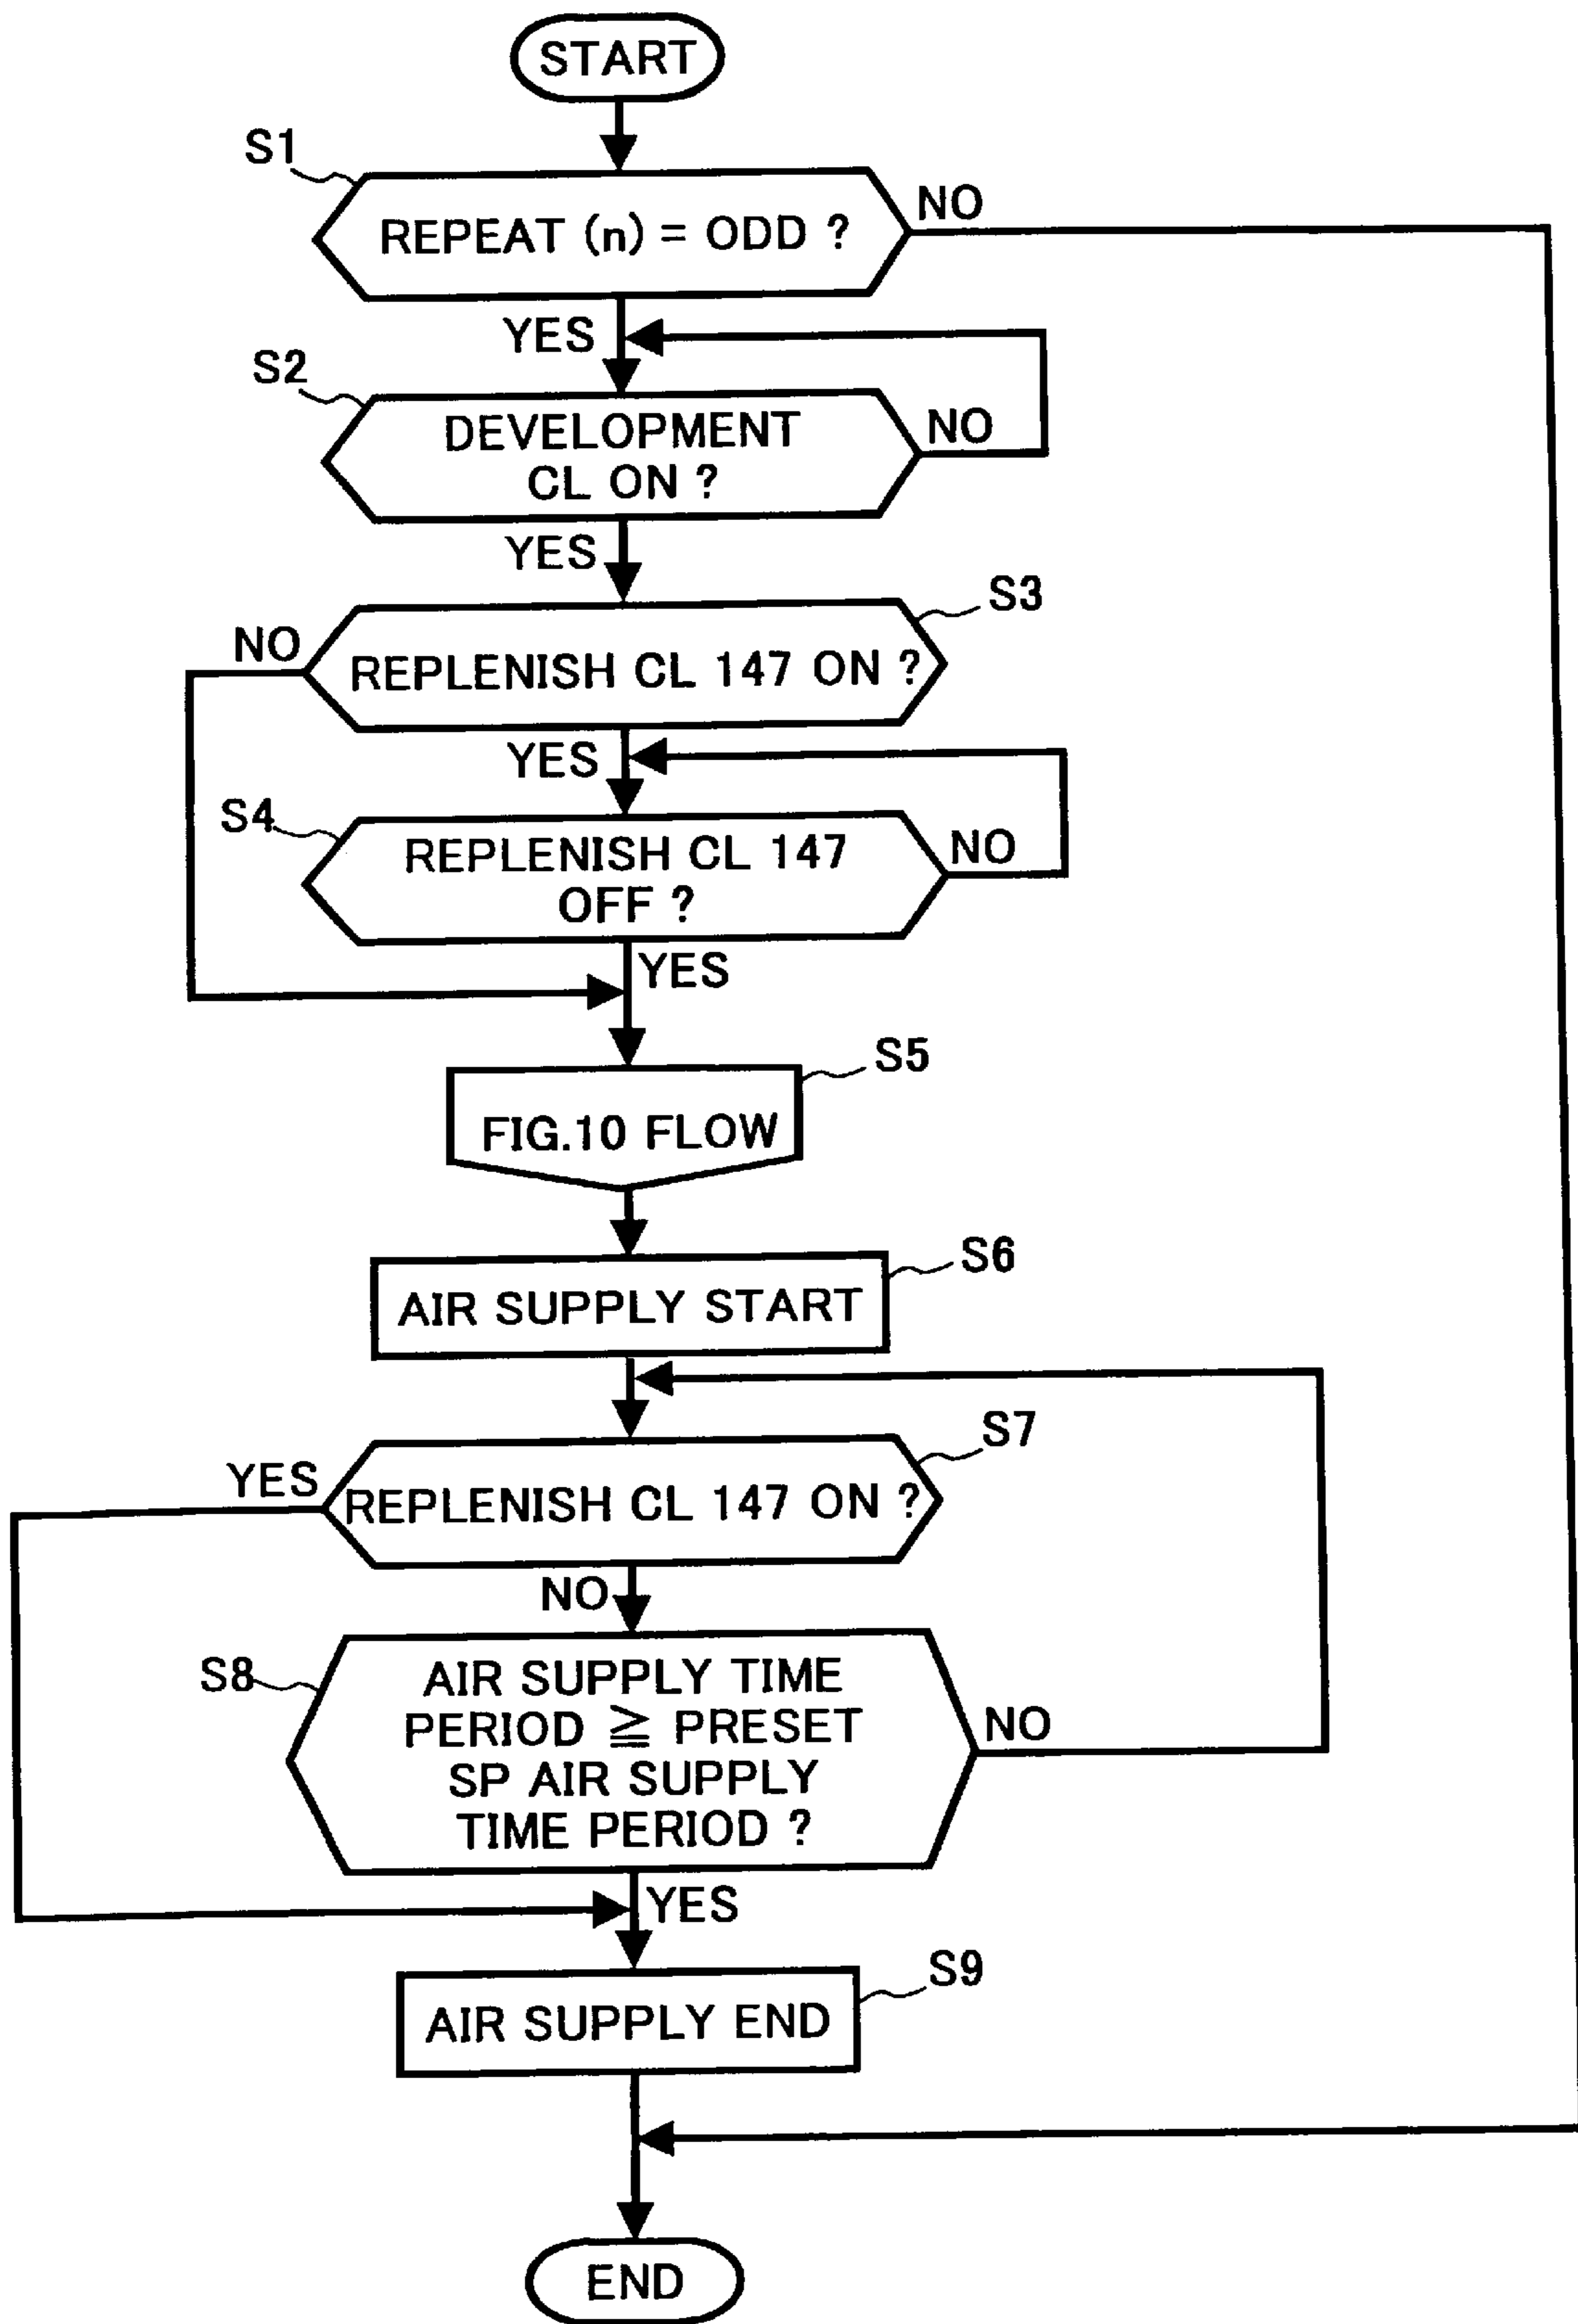 START
S1
REPEAT (n) = ODD ?
NO
YES
S2
DEVELOPMENT
CL ON ?
NO
YES
S3
NO
REPLENISH CL 147 ON ?
YES
S4
REPLENISH CL 147
OFF ?
NO
YES
S5
FIG.10 FLOW
S6
AIR SUPPLY START
S7
YES
REPLENISH CL 147 ON ?
NO
S8
AIR SUPPLY TIME
PERIOD ≧ PRESET
SP AIR SUPPLY
TIME PERIOD ?
NO
YES
S9
AIR SUPPLY END
END